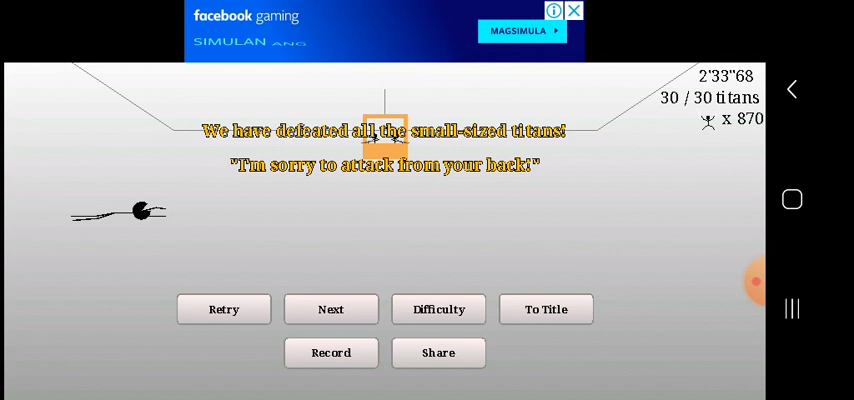 facebook gaming
SIMULAN ANG
MAGSIMULA
2'33"68
30 / 30 titans
x 870
We have defeated all the small-sized titans!
"I'm sorry to attack from your back!"
Retry
Next
Difficulty
To Title
Record
Share